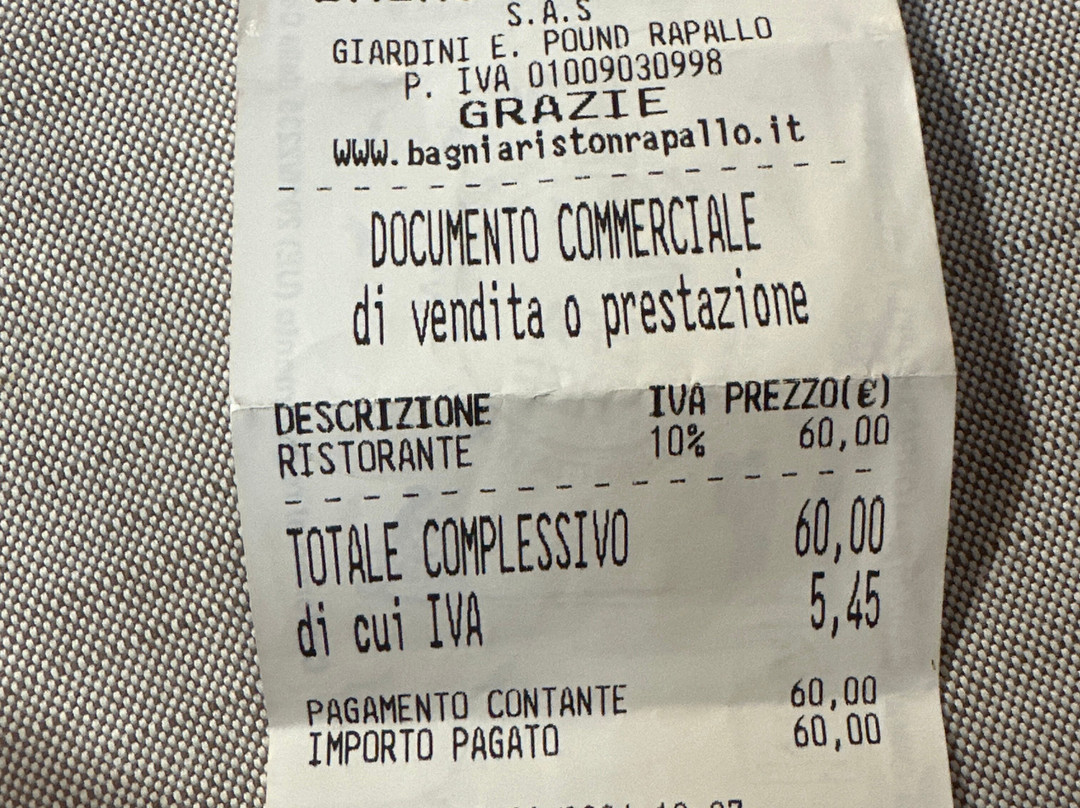 S.A.S
GIARDINI E. POUND RAPALLO
P. IVA 01009030998
GRAZIE
WWW.bagniaristonrapallo.it
DOCUMENTO COMMERCIALE
di vendita o prestazione
DESCRIZIONE IVA PREZZO(€)
RISTORANTE 10% 60,00
TOTALE COMPLESSIVO 60,00
di cui IVA 5,45
PAGAMENTO CONTANTE 60,00
IMPORTO PAGATO 60,00